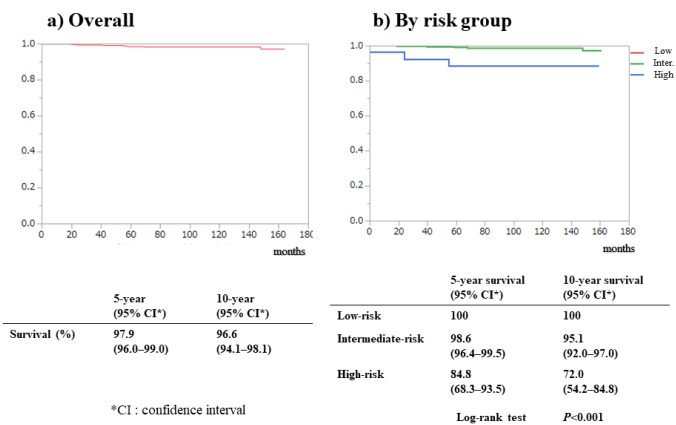 a) Overall
1.0
0.8
0.6
0.4
0.2
0.0
0 20 40 60 80 100 120 140 160 180
months
5-year 10-year
(95% CI*) (95% CI*)
Survival (%) 97.9 96.6
(96.0–99.0) (94.1–98.1)
*CI : confidence interval
b) By risk group
1.0
0.8
0.6
0.4
0.2
0.0
0 20 40 60 80 100 120 140 160 180
months
Low
Inter.
High
5-year survival 10-year survival
(95% CI*) (95% CI*)
Low-risk 100 100
Intermediate-risk 98.6 95.1
(96.4–99.5) (92.0–97.0)
High-risk 84.8 72.0
(68.3–93.5) (54.2–84.8)
Log-rank test P<0.001